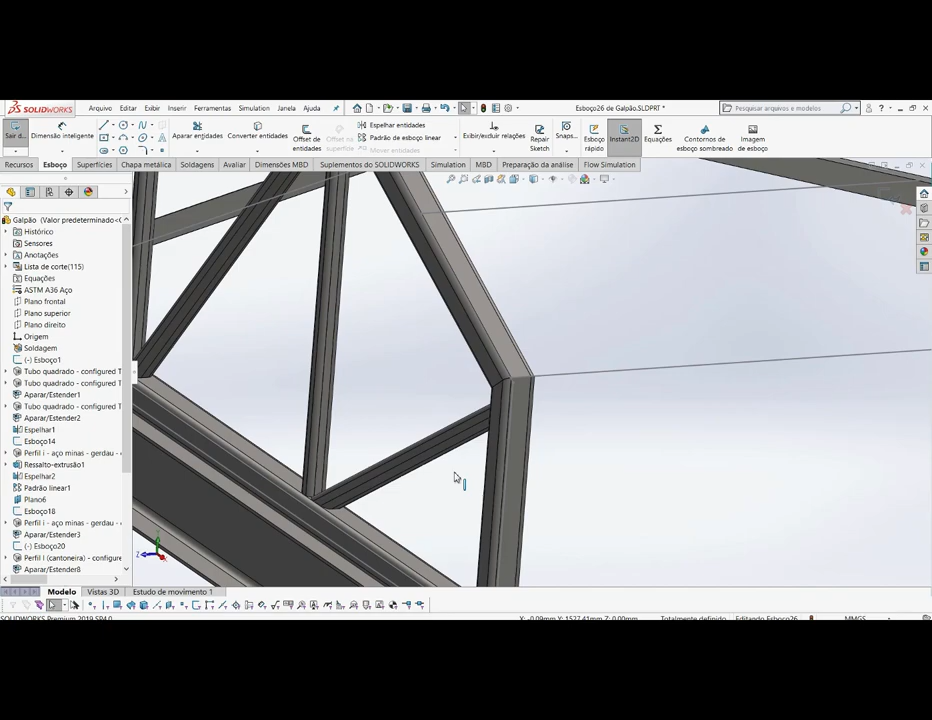 SOLIDWORKS Arquivo Editar Exibir Inserir Ferramentas Simulation Janela Ajuda Esboço26 de Galpão.SLDPRT * Pesquisar arquivos e modelos
Sair d... Dimensão inteligente Aparar entidades Converter entidades Offset de entidades Offset na superfície Espelhar entidades Padrão de esboço linear Mover entidades Exibir/excluir relações Repair Sketch Snaps... Esboço rápido Instant2D Equações Contornos de esboço sombreado Imagem de esboço
Recursos Esboço Superfícies Chapa metálica Soldagens Avaliar Dimensões MBD Suplementos do SOLIDWORKS Simulation MBD Preparação da análise Flow Simulation
Galpão (Valor predeterminado<
Histórico
Sensores
Anotações
Lista de corte(115)
Equações
ASTM A36 Aço
Plano frontal
Plano superior
Plano direito
Origem
Soldagem
(-) Esboço1
Tubo quadrado - configured T
Tubo quadrado - configured T
Aparar/Estender1
Tubo quadrado - configured T
Aparar/Estender2
Espelhar1
Esboço14
Perfil i - aço minas - gerdau -
Ressalto-extrusão1
Espelhar2
Padrão linear1
Plano6
Esboço18
Perfil i - aço minas - gerdau -
Aparar/Estender3
(-) Esboço20
Perfil l (cantoneira) - configure
Aparar/Estender8
Z
Modelo Vistas 3D Estudo de movimento 1
SOLIDWORKS Premium 2019 SP4.0 X: -0.09mm Y: 1527.41mm Z: 0.00mm Totalmente definido Editando Esboço26 MMGS